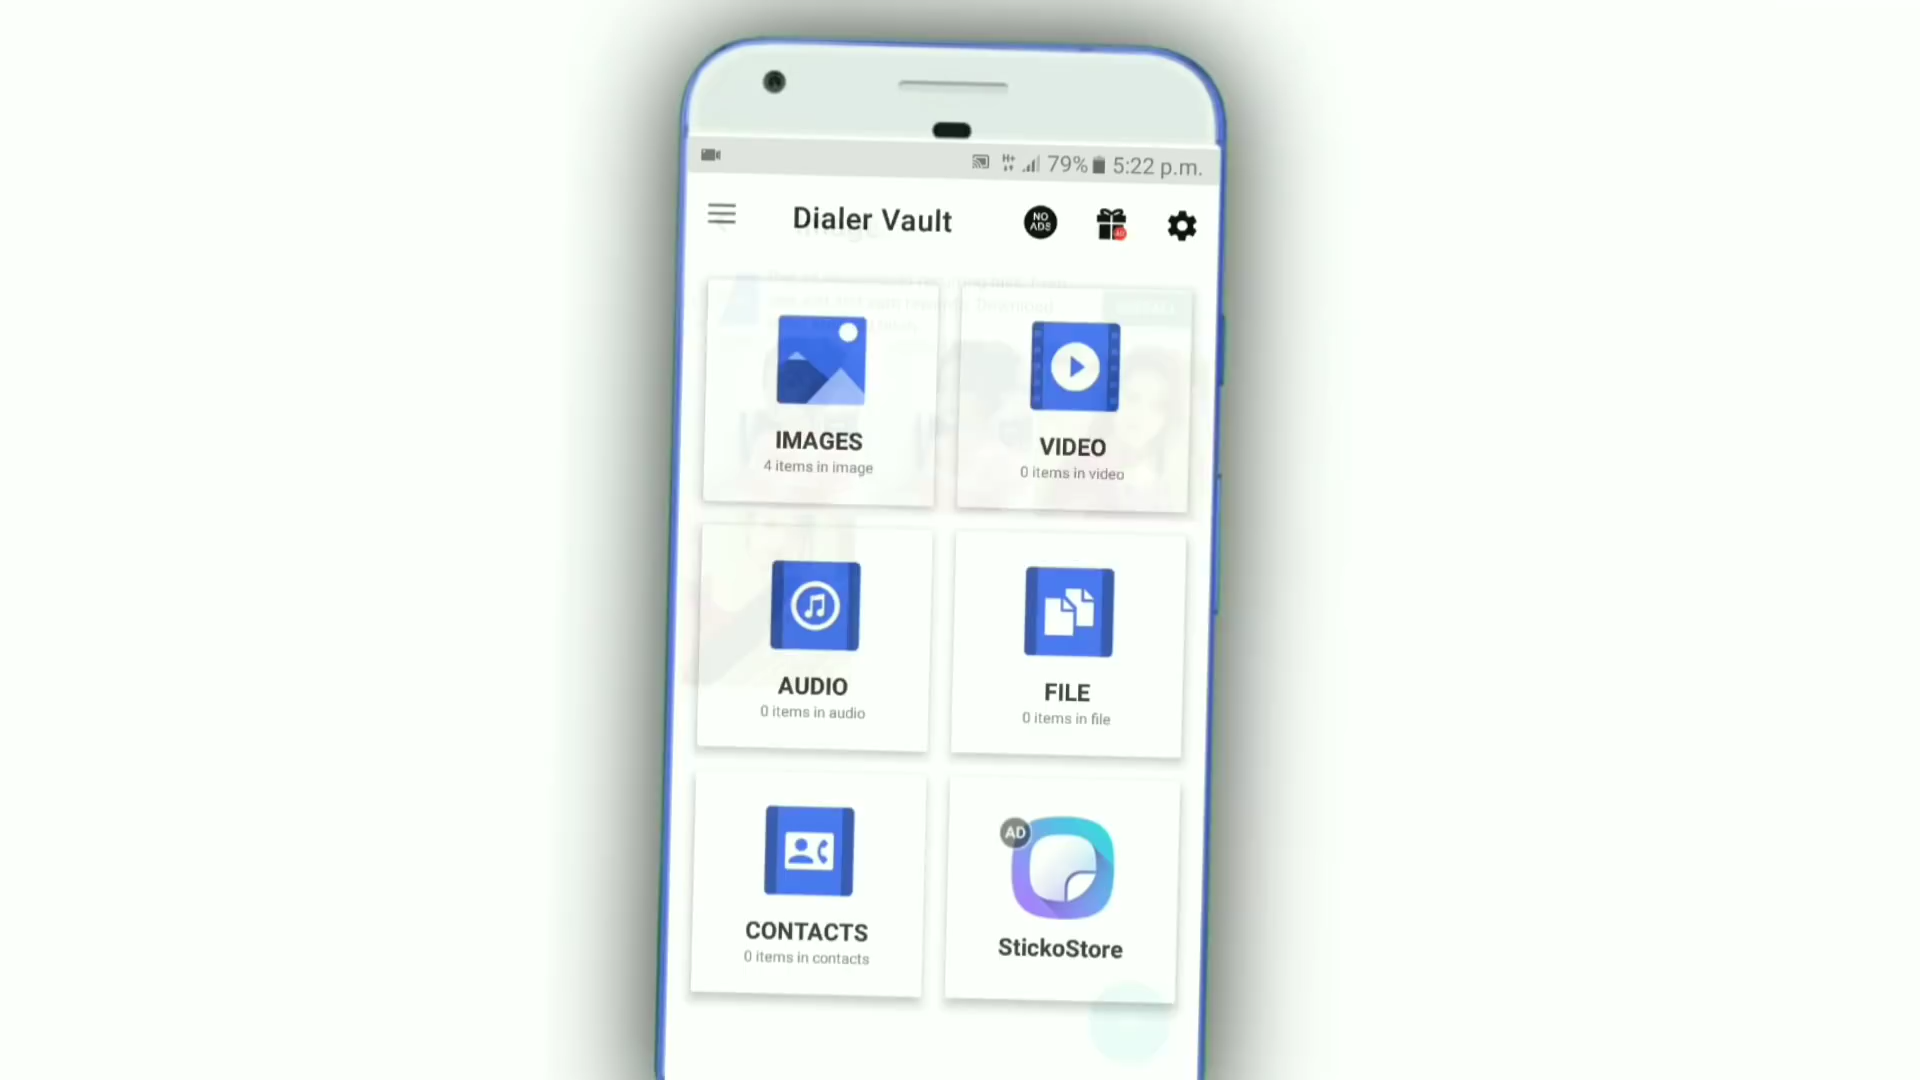 H+ 79% 5:22 p.m.
Dialer Vault
NO
ADS
AD
IMAGES
4 items in image
VIDEO
0 items in video
AUDIO
0 items in audio
FILE
0 items in file
CONTACTS
0 items in contacts
AD
StickoStore